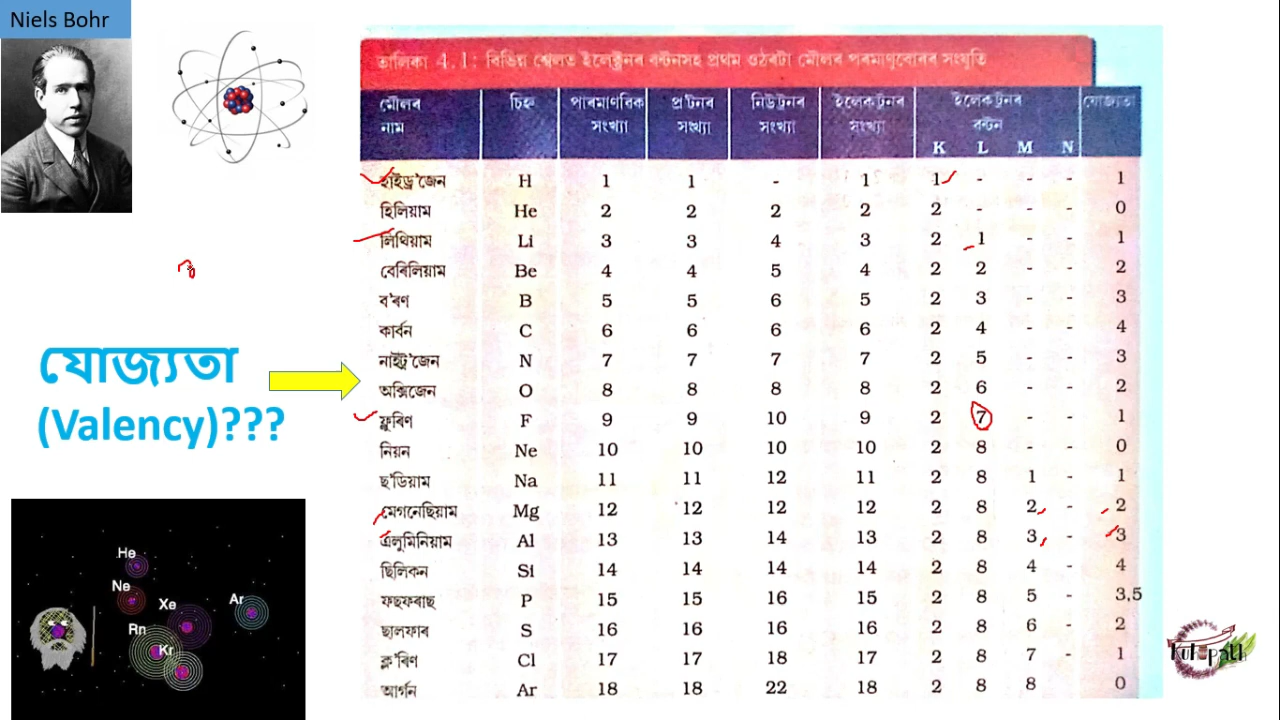 Niels Bohr
তালিকা 4.1: বিভিন্ন শ্বেলত ইলেক্ট্ৰনৰ বন্টনসহ প্ৰথম ওঠৰটা মৌলৰ পৰমাণুবোৰৰ সংযুতি
মৌলৰ নাম চিহ্ন পাৰমাণৱিক সংখ্যা প্ৰ'টনৰ সংখ্যা নিউট্ৰনৰ সংখ্যা ইলেকট্ৰনৰ সংখ্যা ইলেকট্ৰনৰ বন্টন যোজ্যতা
K L M N
হাইড্ৰ'জেন H 1 1 - 1 1 - - - 1
হিলিয়াম He 2 2 2 2 2 - - - 0
লিথিয়াম Li 3 3 4 3 2 1 - - 1
বেৰিলিয়াম Be 4 4 5 4 2 2 - - 2
ব'ৰণ B 5 5 6 5 2 3 - - 3
কাৰ্বন C 6 6 6 6 2 4 - - 4
নাইট্ৰ'জেন N 7 7 7 7 2 5 - - 3
অক্সিজেন O 8 8 8 8 2 6 - - 2
ফ্লুৰিণ F 9 9 10 9 2 7 - - 1
নিয়ন Ne 10 10 10 10 2 8 - - 0
ছ'ডিয়াম Na 11 11 12 11 2 8 1 - 1
মেগনেছিয়াম Mg 12 12 12 12 2 8 2 - 2
এলুমিনিয়াম Al 13 13 14 13 2 8 3 - 3
ছিলিকন Si 14 14 14 14 2 8 4 - 4
ফছফৰাছ P 15 15 16 15 2 8 5 - 3,5
ছালফাৰ S 16 16 16 16 2 8 6 - 2
ক্ল'ৰিণ Cl 17 17 18 17 2 8 7 - 1
আৰ্গন Ar 18 18 22 18 2 8 8 0
যোজ্যতা
(Valency)???
He
Ne
Xe
Ar
Rn
Kr